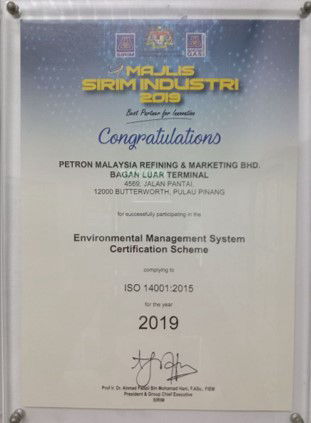 MAJLIS
SIRIM INDUSTRI
2019
Best Partner for Innovation
Congratulations
PETRON MALAYSIA REFINING & MARKETING BHD.
BAGAN LUAR TERMINAL
4569, JALAN PANTAI,
12000 BUTTERWORTH, PULAU PINANG
for successfully participating in the
Environmental Management System
Certification Scheme
complying to
ISO 14001:2015
for the year
2019
Prof Ir. Dr. Ahmad Fadzil Bin Mohamad Hani, F.ASc, FIEM
President & Group Chief Executive
SIRIM